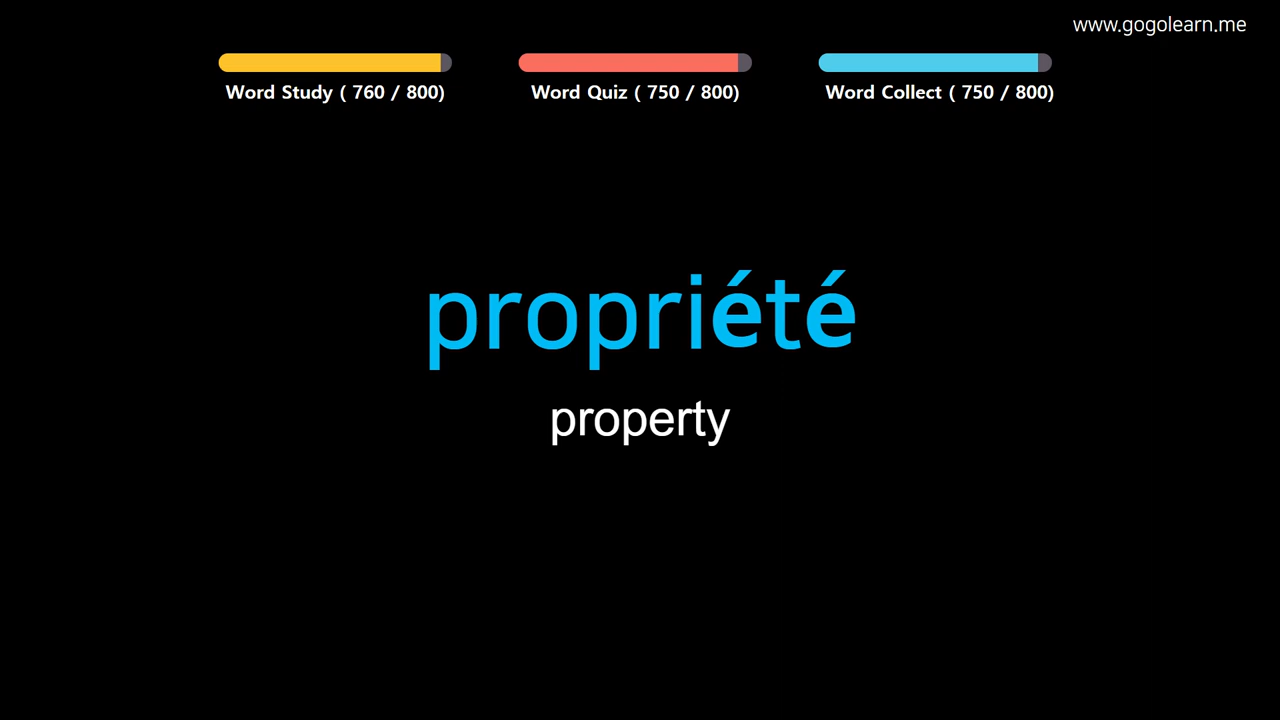 www.gogolearn.me
Word Study ( 760 / 800)
Word Quiz ( 750 / 800)
Word Collect ( 750 / 800)
propriété
property